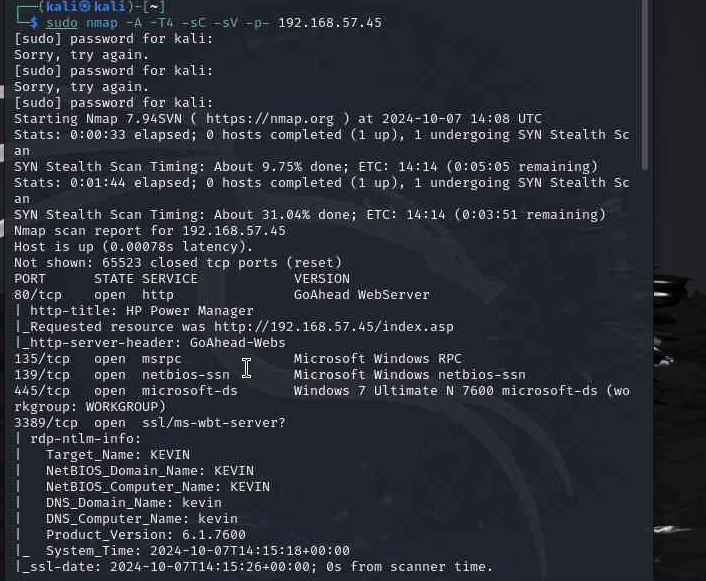 ┌──(kali㉿kali)-[~]
└─$ sudo nmap -A -T4 -sC -sV -p- 192.168.57.45
[sudo] password for kali:
Sorry, try again.
[sudo] password for kali:
Sorry, try again.
[sudo] password for kali:
Starting Nmap 7.94SVN ( https://nmap.org ) at 2024-10-07 14:08 UTC
Stats: 0:00:33 elapsed; 0 hosts completed (1 up), 1 undergoing SYN Stealth Sc
an
SYN Stealth Scan Timing: About 9.75% done; ETC: 14:14 (0:05:05 remaining)
Stats: 0:01:44 elapsed; 0 hosts completed (1 up), 1 undergoing SYN Stealth Sc
an
SYN Stealth Scan Timing: About 31.04% done; ETC: 14:14 (0:03:51 remaining)
Nmap scan report for 192.168.57.45
Host is up (0.00078s latency).
Not shown: 65523 closed tcp ports (reset)
PORT      STATE SERVICE            VERSION
80/tcp    open  http               GoAhead WebServer
| http-title: HP Power Manager
|_Requested resource was http://192.168.57.45/index.asp
|_http-server-header: GoAhead-Webs
135/tcp   open  msrpc              Microsoft Windows RPC
139/tcp   open  netbios-ssn        Microsoft Windows netbios-ssn
445/tcp   open  microsoft-ds       Windows 7 Ultimate N 7600 microsoft-ds (wo
rkgroup: WORKGROUP)
3389/tcp  open  ssl/ms-wbt-server?
| rdp-ntlm-info:
|   Target_Name: KEVIN
|   NetBIOS_Domain_Name: KEVIN
|   NetBIOS_Computer_Name: KEVIN
|   DNS_Domain_Name: kevin
|   DNS_Computer_Name: kevin
|   Product_Version: 6.1.7600
|_  System_Time: 2024-10-07T14:15:18+00:00
|_ssl-date: 2024-10-07T14:15:26+00:00; 0s from scanner time.